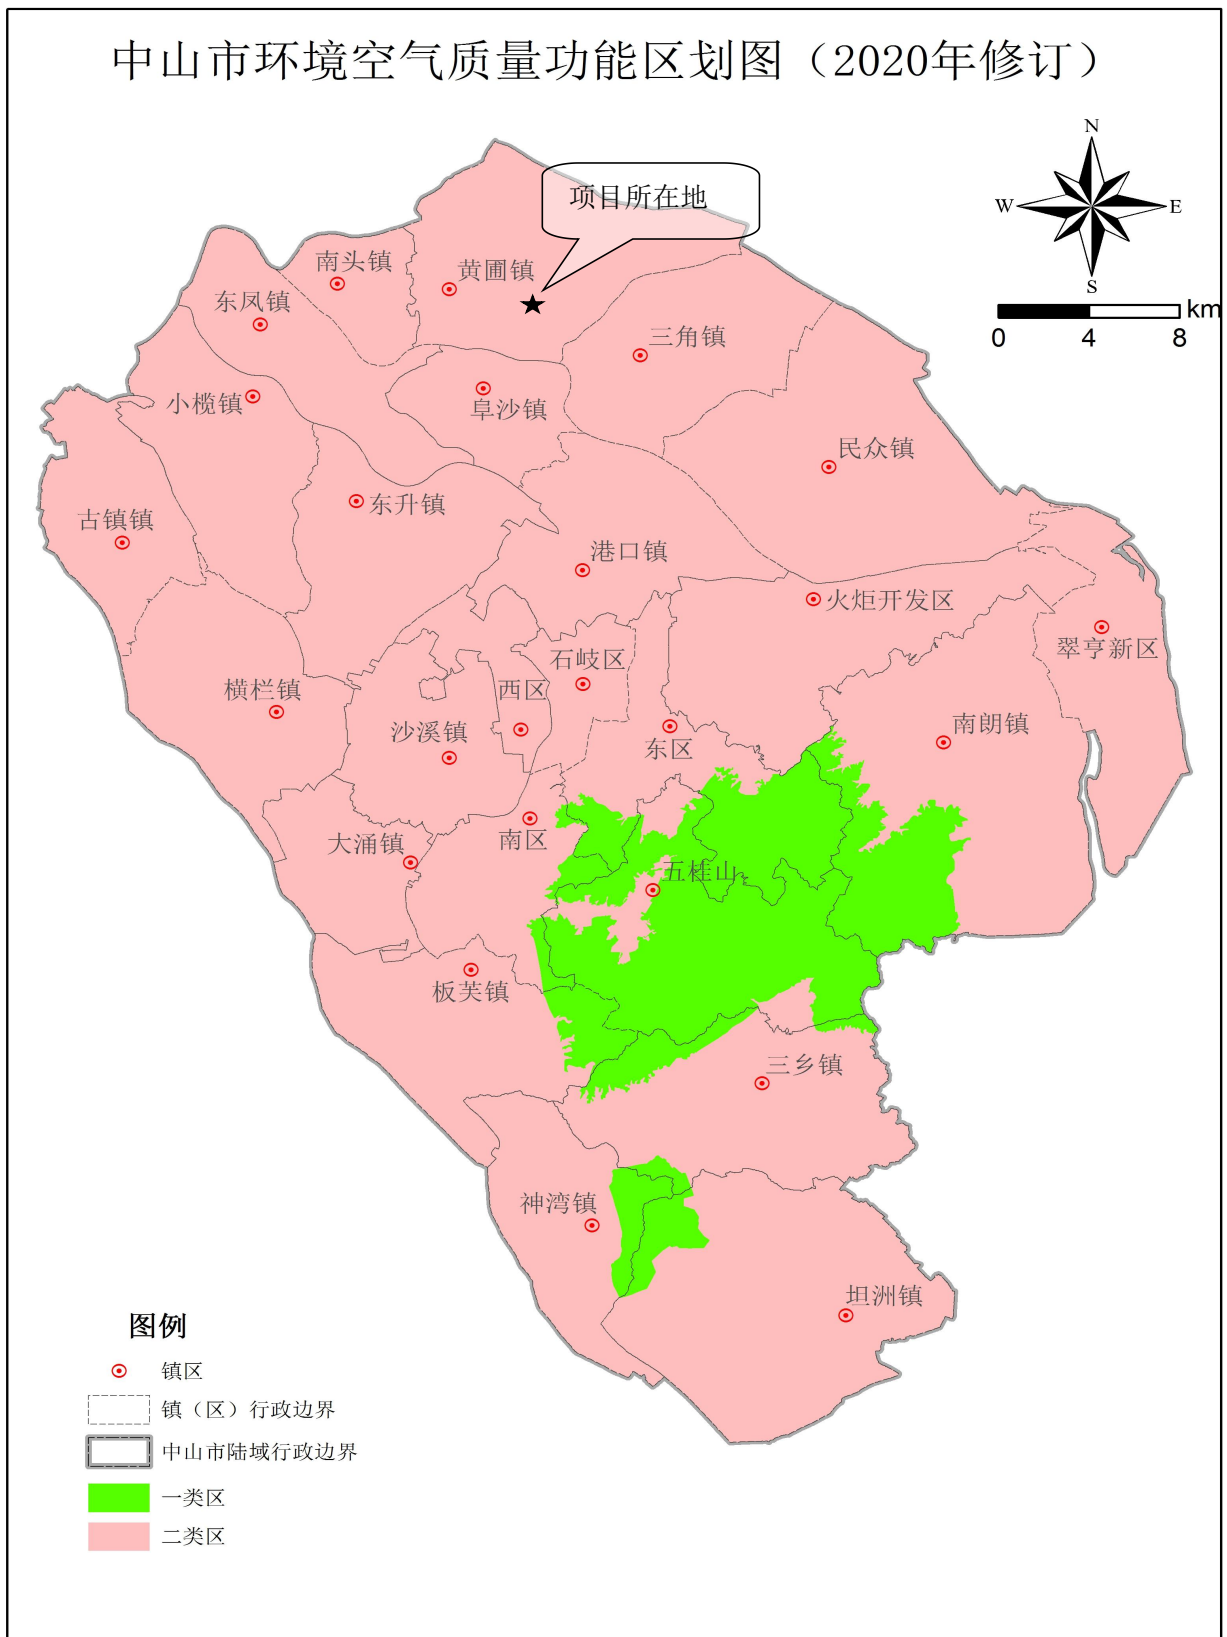 中山市环境空气质量功能区划图（2020年修订）
N
项目所在地
W
E
S
km
0
4
8
南头镇
黄圃镇
东凤镇
三角镇
小榄镇
阜沙镇
民众镇
东升镇
古镇镇
港口镇
火炬开发区
翠亨新区
石岐区
横栏镇
西区
沙溪镇
东区
南朗镇
南区
大涌镇
五桂山
板芙镇
三乡镇
神湾镇
坦洲镇
图例
镇区
镇（区）行政边界
中山市陆域行政边界
一类区
二类区